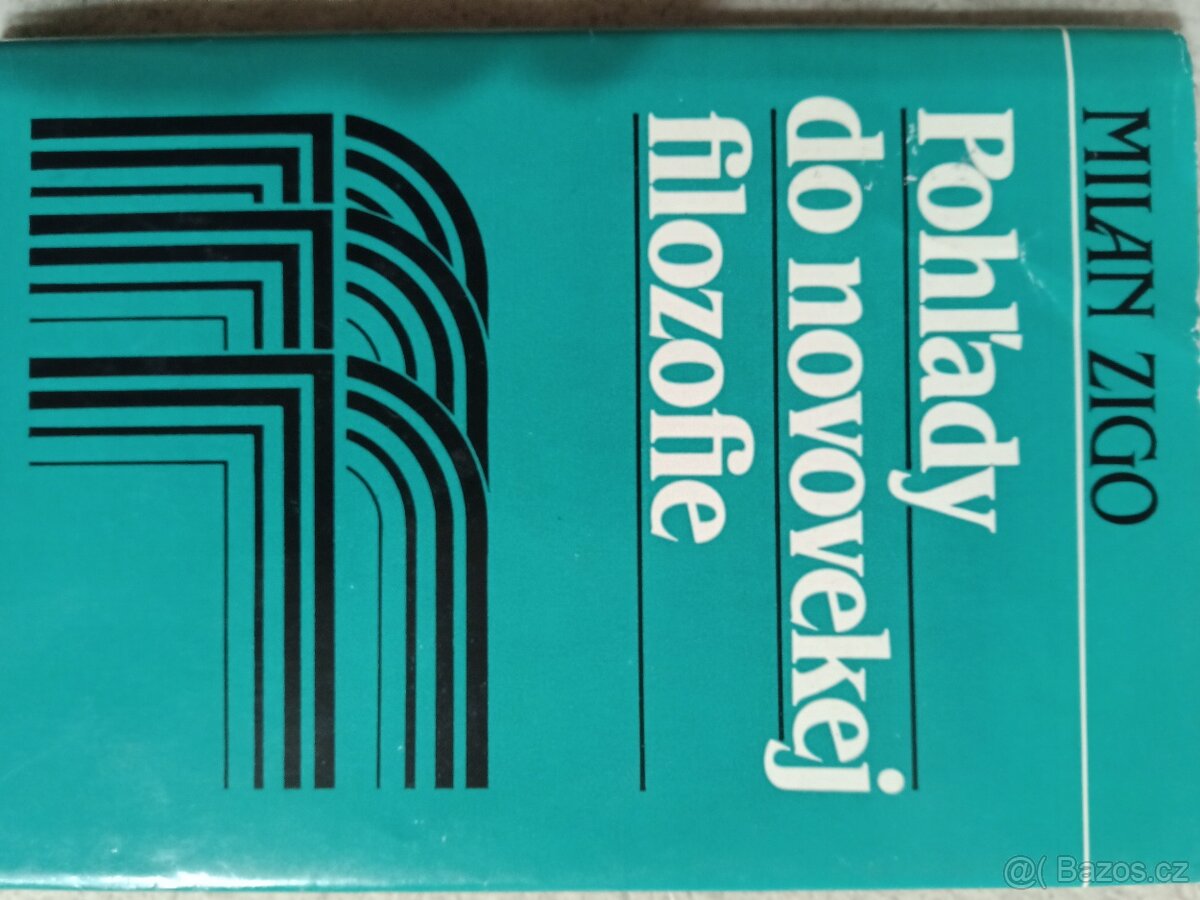 MILAN ZIGO
Pohľady
do novovekej
filozofie
@( Bazos.cz